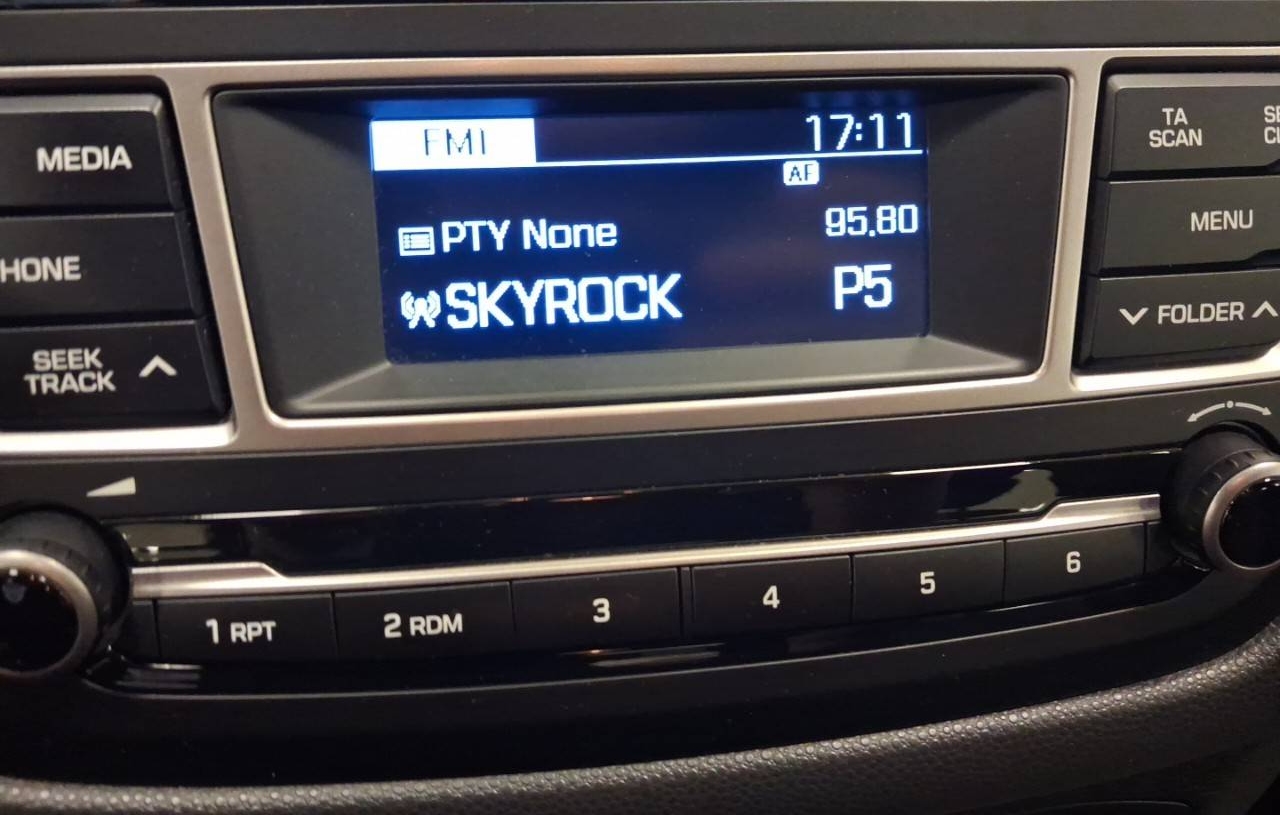 MEDIA
HONE
SEEK
TRACK
FM1 17:11
AF
PTY None 95.80
SKYROCK P5
TA
SCAN
MENU
FOLDER
1 RPT
2 RDM
3
4
5
6